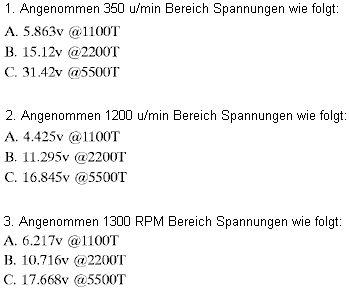 1. Angenommen 350 u/min Bereich Spannungen wie folgt:
A. 5.863v @1100T
B. 15.12v @2200T
C. 31.42v @5500T
2. Angenommen 1200 u/min Bereich Spannungen wie folgt:
A. 4.425v @1100T
B. 11.295v @2200T
C. 16.845v @5500T
3. Angenommen 1300 RPM Bereich Spannungen wie folgt:
A. 6.217v @1100T
B. 10.716v @2200T
C. 17.668v @5500T